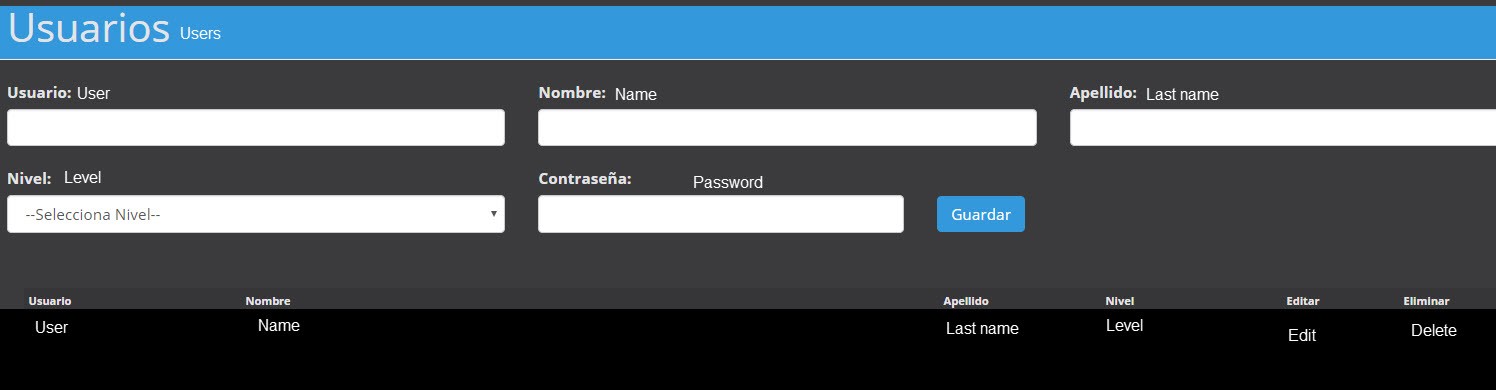 Usuarios Users
Usuario: User Nombre: Name Apellido: Last name
Nivel: Level Contraseña: Password
--Selecciona Nivel-- Guardar
Usuario Nombre Apellido Nivel Editar Eliminar
User Name Last name Level Edit Delete